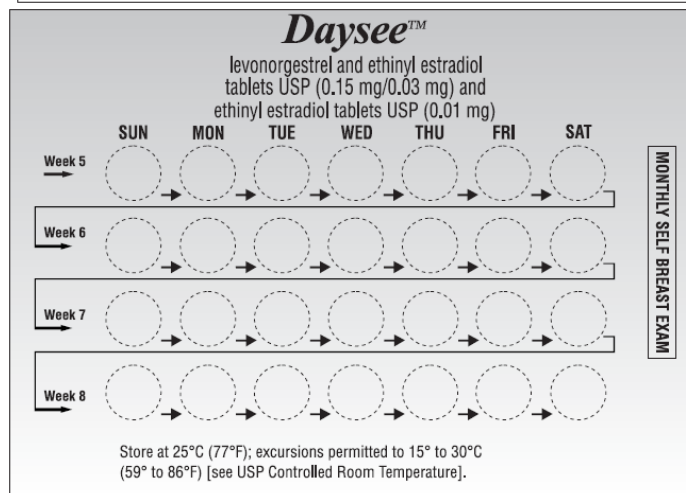 Daysee™
levonorgestrel and ethinyl estradiol
tablets USP (0.15 mg/0.03 mg) and
ethinyl estradiol tablets USP (0.01 mg)
SUN MON TUE WED THU FRI SAT
Week 5
Week 6
Week 7
Week 8
MONTHLY SELF BREAST EXAM
Store at 25°C (77°F); excursions permitted to 15° to 30°C
(59° to 86°F) [see USP Controlled Room Temperature].